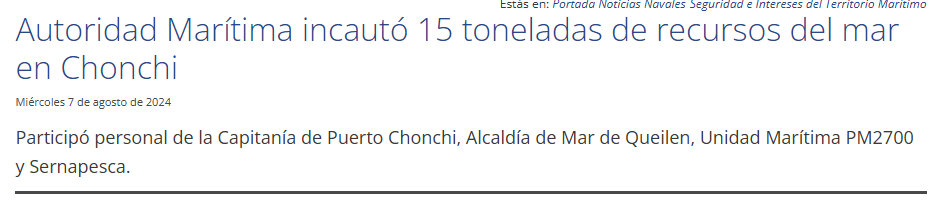 Estás en: Portada Noticias Navales Seguridad e Intereses del Territorio Marítimo
Autoridad Marítima incautó 15 toneladas de recursos del mar
en Chonchi
Miércoles 7 de agosto de 2024
Participó personal de la Capitanía de Puerto Chonchi, Alcaldía de Mar de Queilen, Unidad Marítima PM2700
y Sernapesca.